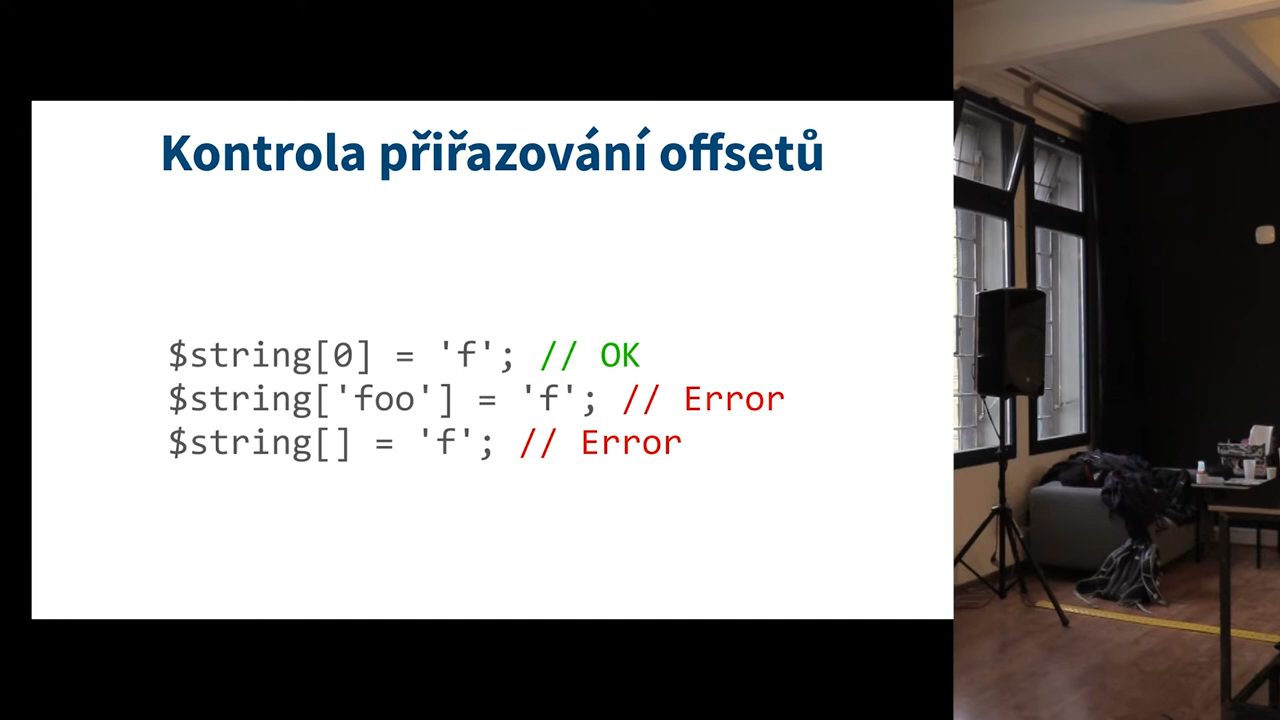 Kontrola přiřazování offsetů
$string[0] = 'f'; // OK
$string['foo'] = 'f'; // Error
$string[] = 'f'; // Error